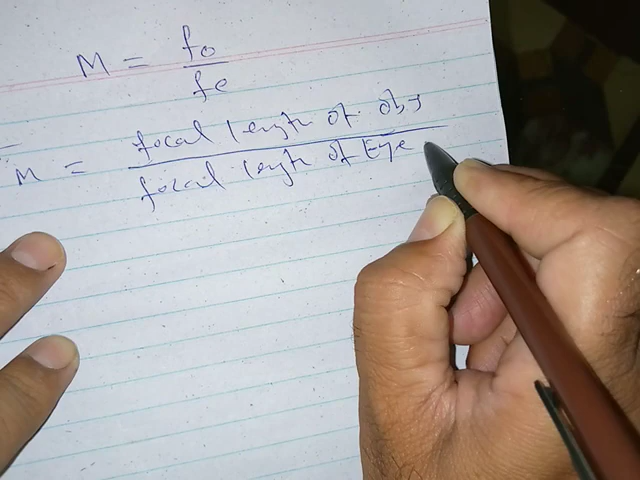 M = fo / fe
M = focal length of obj / focal length of Eye